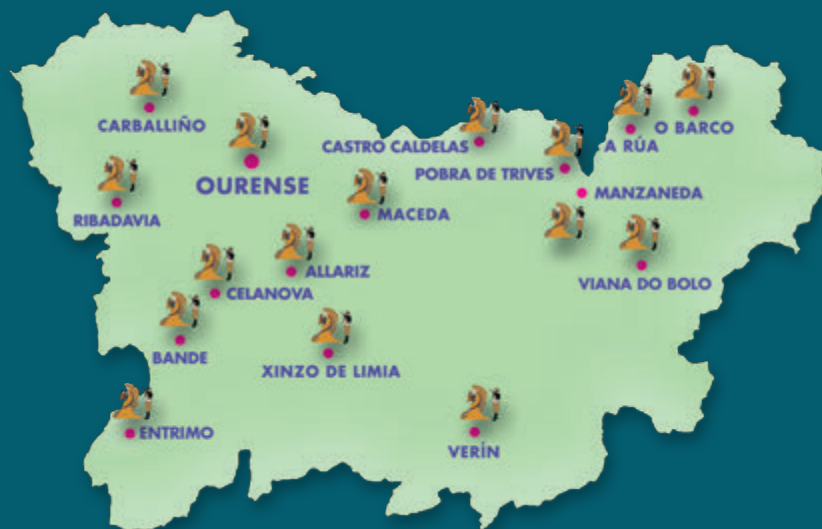 CARBALLIÑO
O BARCO
A RÚA
CASTRO CALDELAS
POBRA DE TRIVES
OURENSE
MANZANEDA
RIBADAVIA
MACEDA
ALLARIZ
VIANA DO BOLO
CELANOVA
BANDE
XINZO DE LIMIA
ENTRIMO
VERÍN